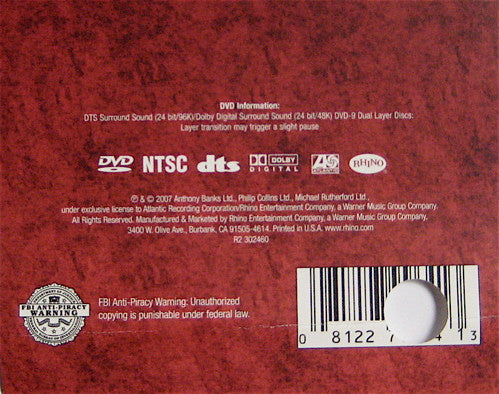 DVD Information:
DTS Surround Sound (24 bit/96K)/Dolby Digital Surround Sound (24 bit/48K) DVD-9 Dual Layer Discs:
Layer transition may trigger a slight pause
DVD NTSC dts DOLBY DIGITAL RHINO
℗ & © 2007 Anthony Banks Ltd., Philip Collins Ltd., Michael Rutherford Ltd.,
under exclusive license to Atlantic Recording Corporation/Rhino Entertainment Company, a Warner Music Group Company.
All Rights Reserved. Manufactured & Marketed by Rhino Entertainment Company, a Warner Music Group Company.
3400 W. Olive Ave., Burbank, CA 91505-4614. Printed in U.S.A. www.rhino.com
R2 302460
FBI ANTI-PIRACY
WARNING
FBI Anti-Piracy Warning: Unauthorized
copying is punishable under federal law.
0 8122 7 4 13